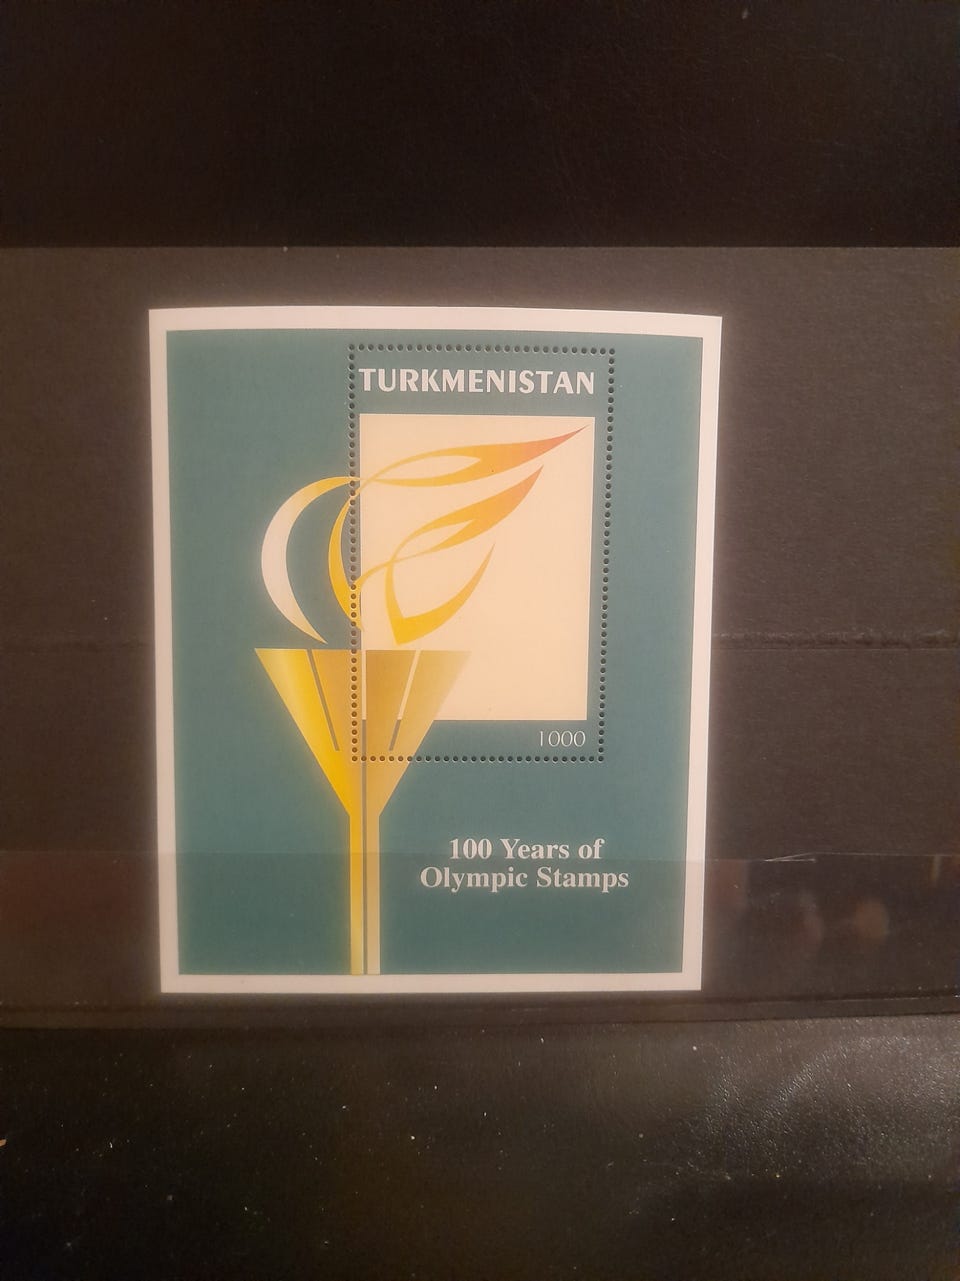 TURKMENISTAN
1000
100 Years of
Olympic Stamps